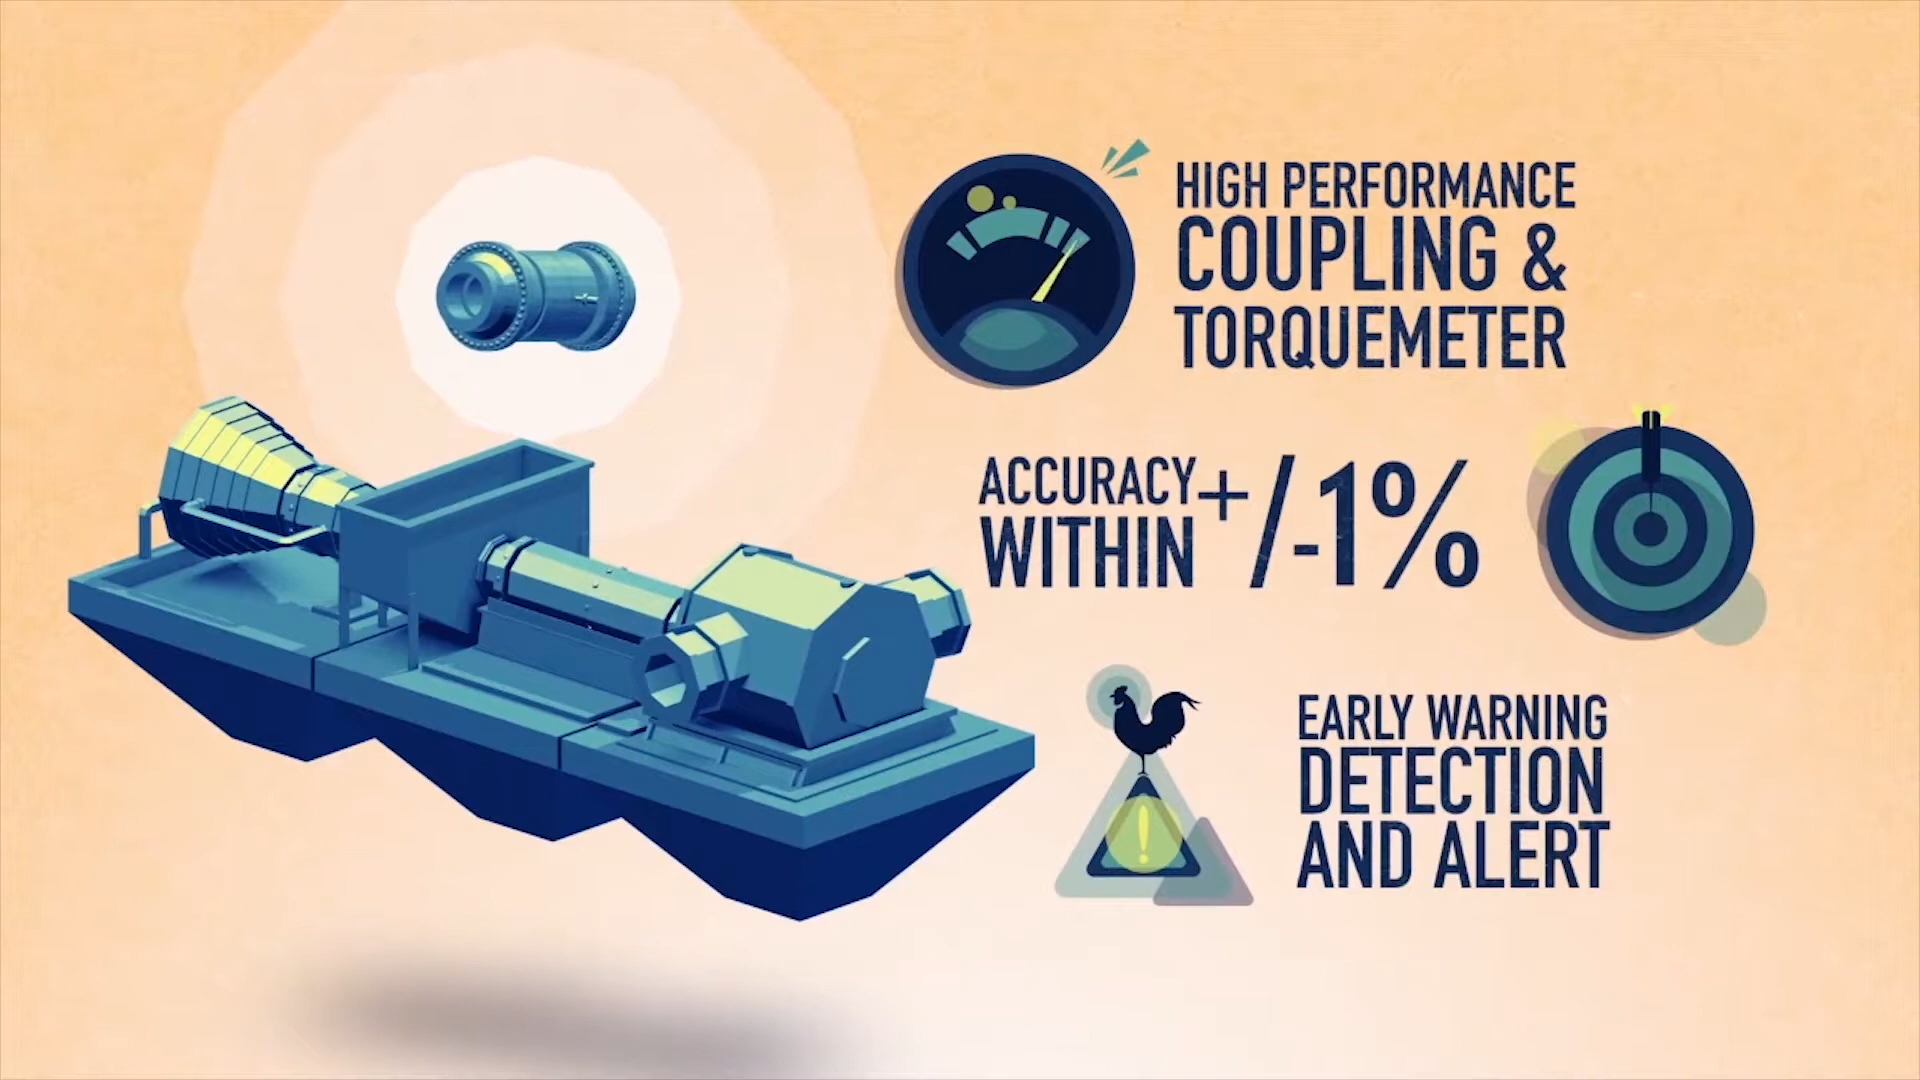 HIGH PERFORMANCE
COUPLING &
TORQUEMETER
ACCURACY
WITHIN +/-1%
EARLY WARNING
DETECTION
AND ALERT